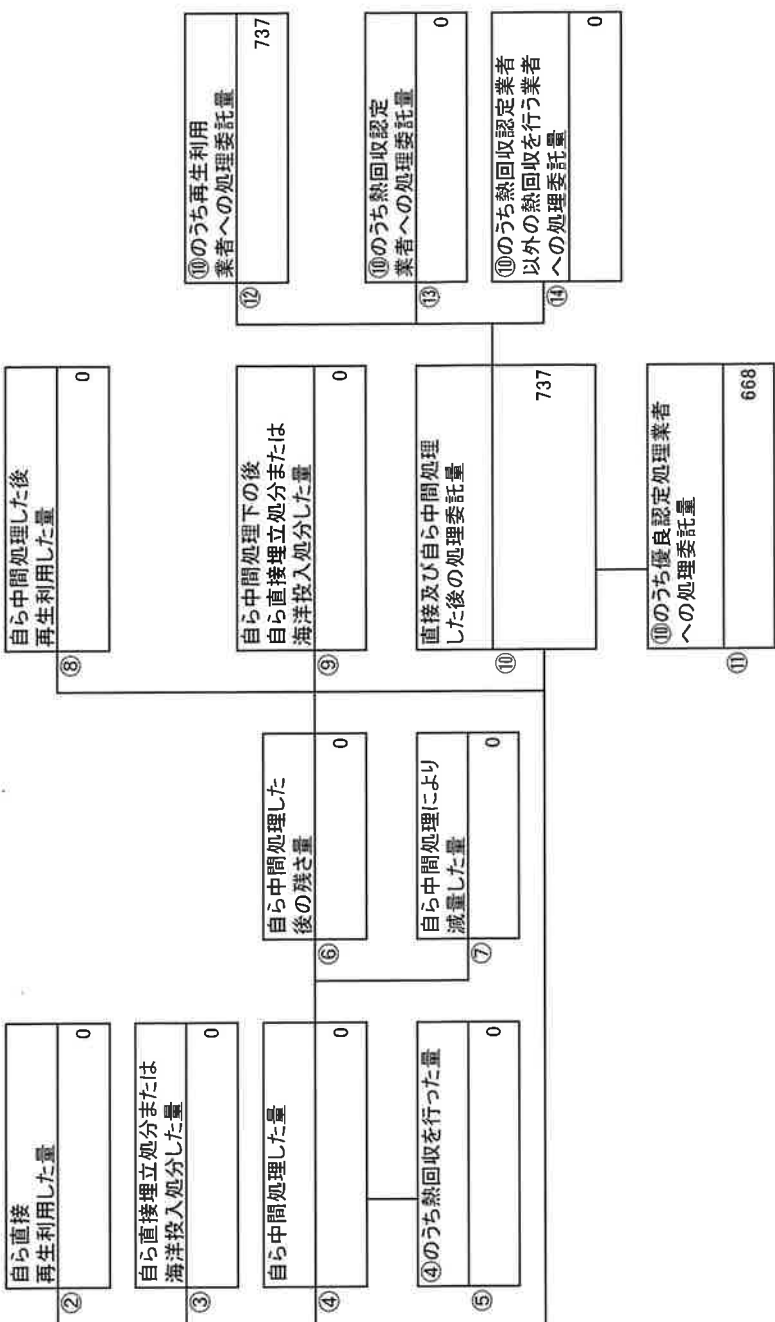 ②
自ら直接
再生利用した量
0
③
自ら直接埋立処分または
海洋投入処分した量
0
④
自ら中間処理した量
0
⑤
④のうち熱回収を行った量
0
⑥
自ら中間処理した
後の残さ量
0
⑦
自ら中間処理により
減量した量
0
⑧
自ら中間処理した後
再生利用した量
0
⑨
自ら中間処理下の後
自ら直接埋立処分または
海洋投入処分した量
0
⑩
直接及び自ら中間処理
した後の処理委託量
737
⑪
⑩のうち優良認定処理業者
への処理委託量
668
⑫
⑩のうち再生利用
業者への処理委託量
737
⑬
⑩のうち熱回収認定
業者への処理委託量
0
⑭
⑩のうち熱回収認定業者
以外の熱回収を行う業者
への処理委託量
0